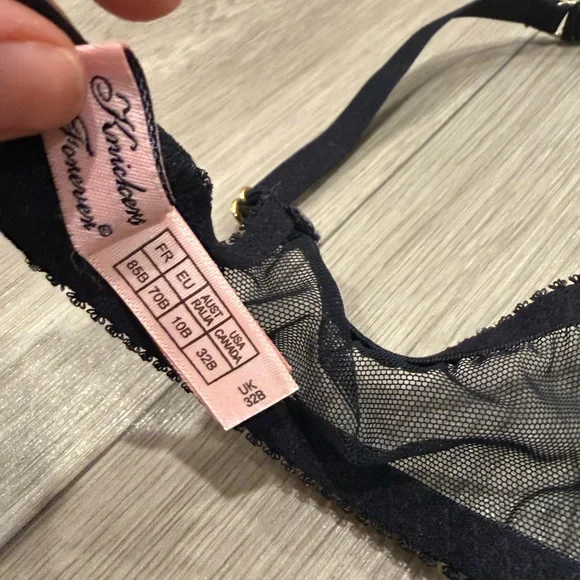 Knickers
Forever®
FR EU AUST RALIA USA CANADA
85B 70B 10B 32B
UK
32B